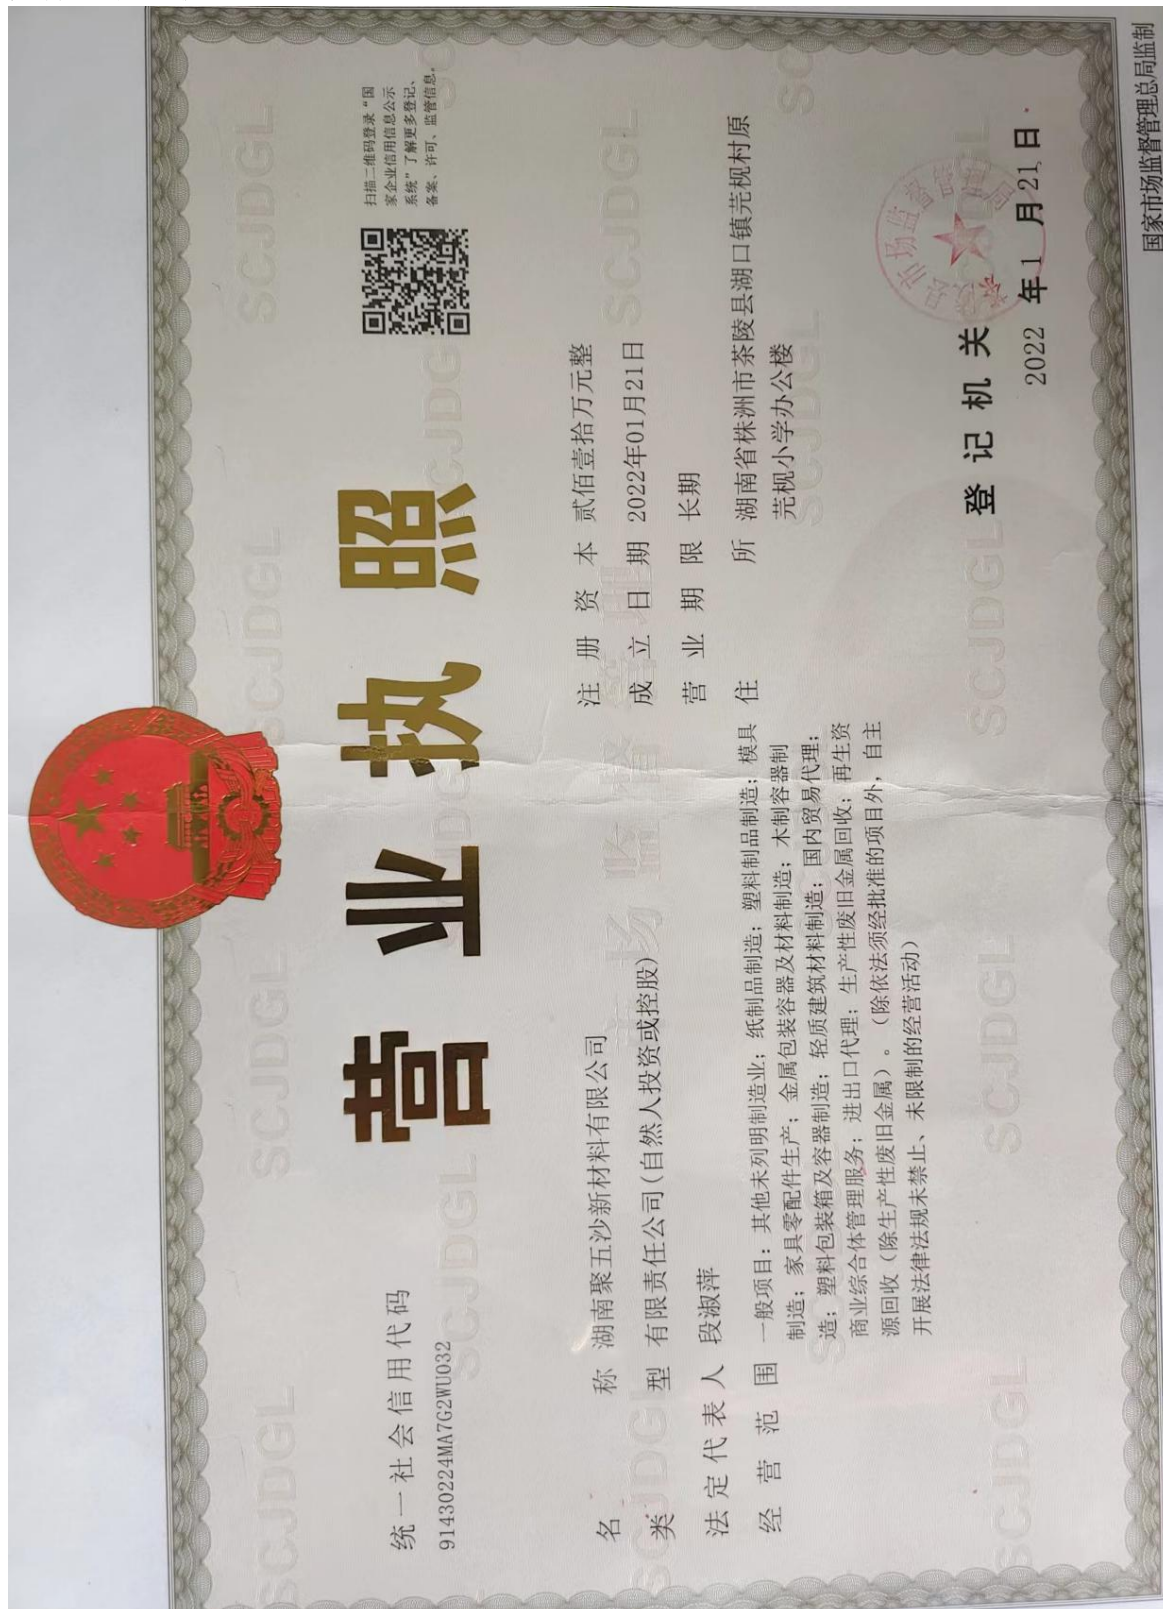 营业执照
统一社会信用代码
91430224MA7G2WU032
扫描二维码登录“国
家企业信用信息公示
系统”了解更多登记、
备案、许可、监管信息。
名 称 湖南聚五沙新材料有限公司
类 型 有限责任公司(自然人投资或控股)
法定代表人 段淑萍
经营范围 一般项目：其他未列明制造业；纸制品制造；塑料制品制造；模具
制造；家具零配件生产；金属包装容器及材料制造；木制容器制
造；塑料包装箱及容器制造；轻质建筑材料制造；国内贸易代理；
商业综合体管理服务；进出口代理；生产性废旧金属回收；再生资
源回收（除生产性废旧金属）。（除依法须经批准的项目外，自主
开展法律法规未禁止、未限制的经营活动）
注册资本 贰佰壹拾万元整
成立日期 2022年01月21日
营业期限 长期
住 所 湖南省株洲市茶陵县湖口镇芫枧村原
芫枧小学办公楼
登记机关
2022 年1 月21日
国家市场监督管理总局监制
SCJDGL